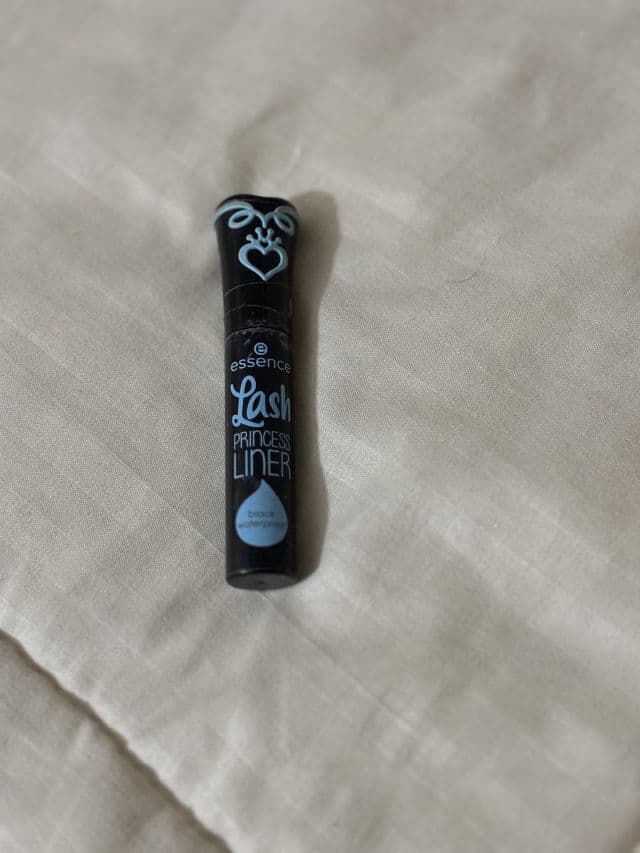 e
essence
Lash
PRINCESS
LINER
black
waterproof